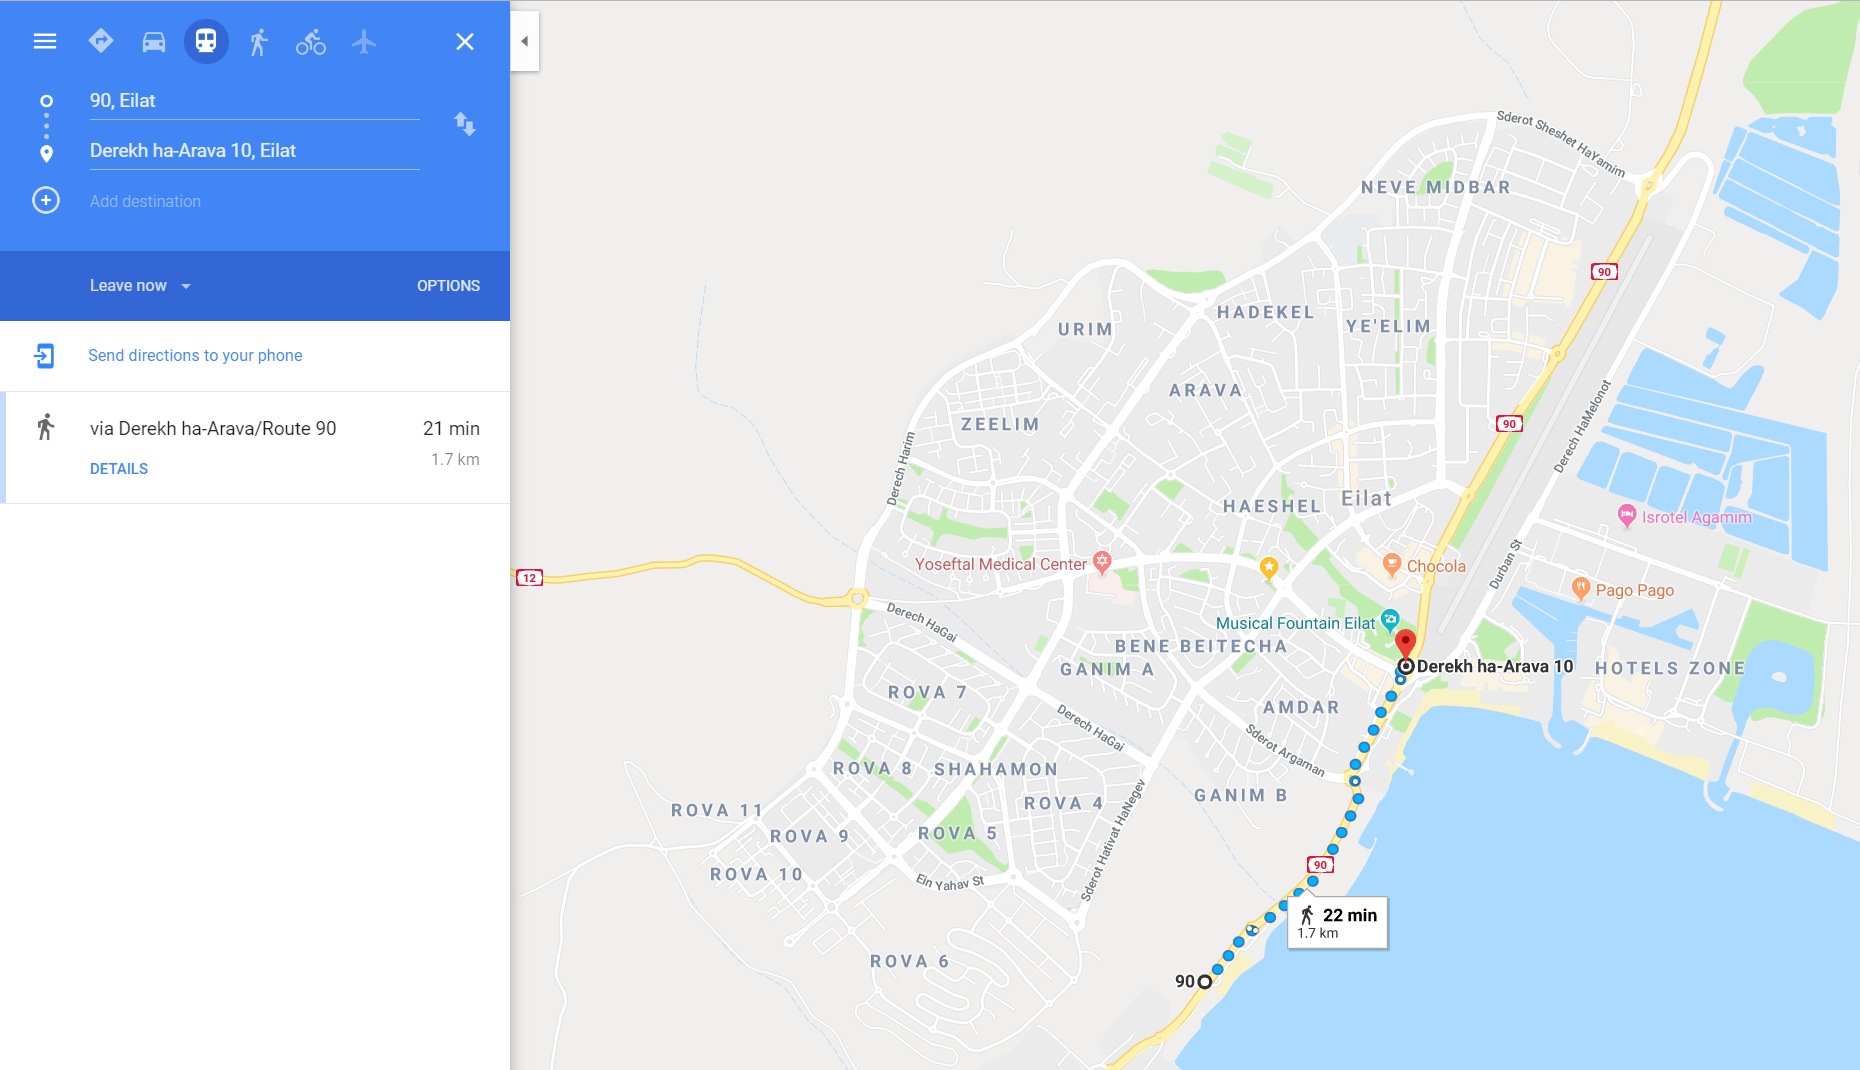 90, Eilat
Derekh ha-Arava 10, Eilat
Add destination
Leave now
OPTIONS
Send directions to your phone
via Derekh ha-Arava/Route 90
21 min
1.7 km
DETAILS
Sderot Sheshet HaYamim
NEVE MIDBAR
90
HADEKEL
YE'ELIM
URIM
ARAVA
ZEELIM
90
Derech HaMelonot
Derech Harim
HAESHEL
Eilat
Isrotel Agamim
Yoseftal Medical Center
Chocola
Durban St
12
Pago Pago
Derech HaGai
Musical Fountain Eilat
BENE BEITECHA
GANIM A
Derekh ha-Arava 10
HOTELS ZONE
ROVA 7
AMDAR
Derech HaGai
Sderot Argaman
ROVA 8
SHAHAMON
GANIM B
ROVA 4
ROVA 11
Sderot Hativat HaNegev
ROVA 9
ROVA 5
90
ROVA 10
Ein Yahav St
22 min
1.7 km
ROVA 6
90